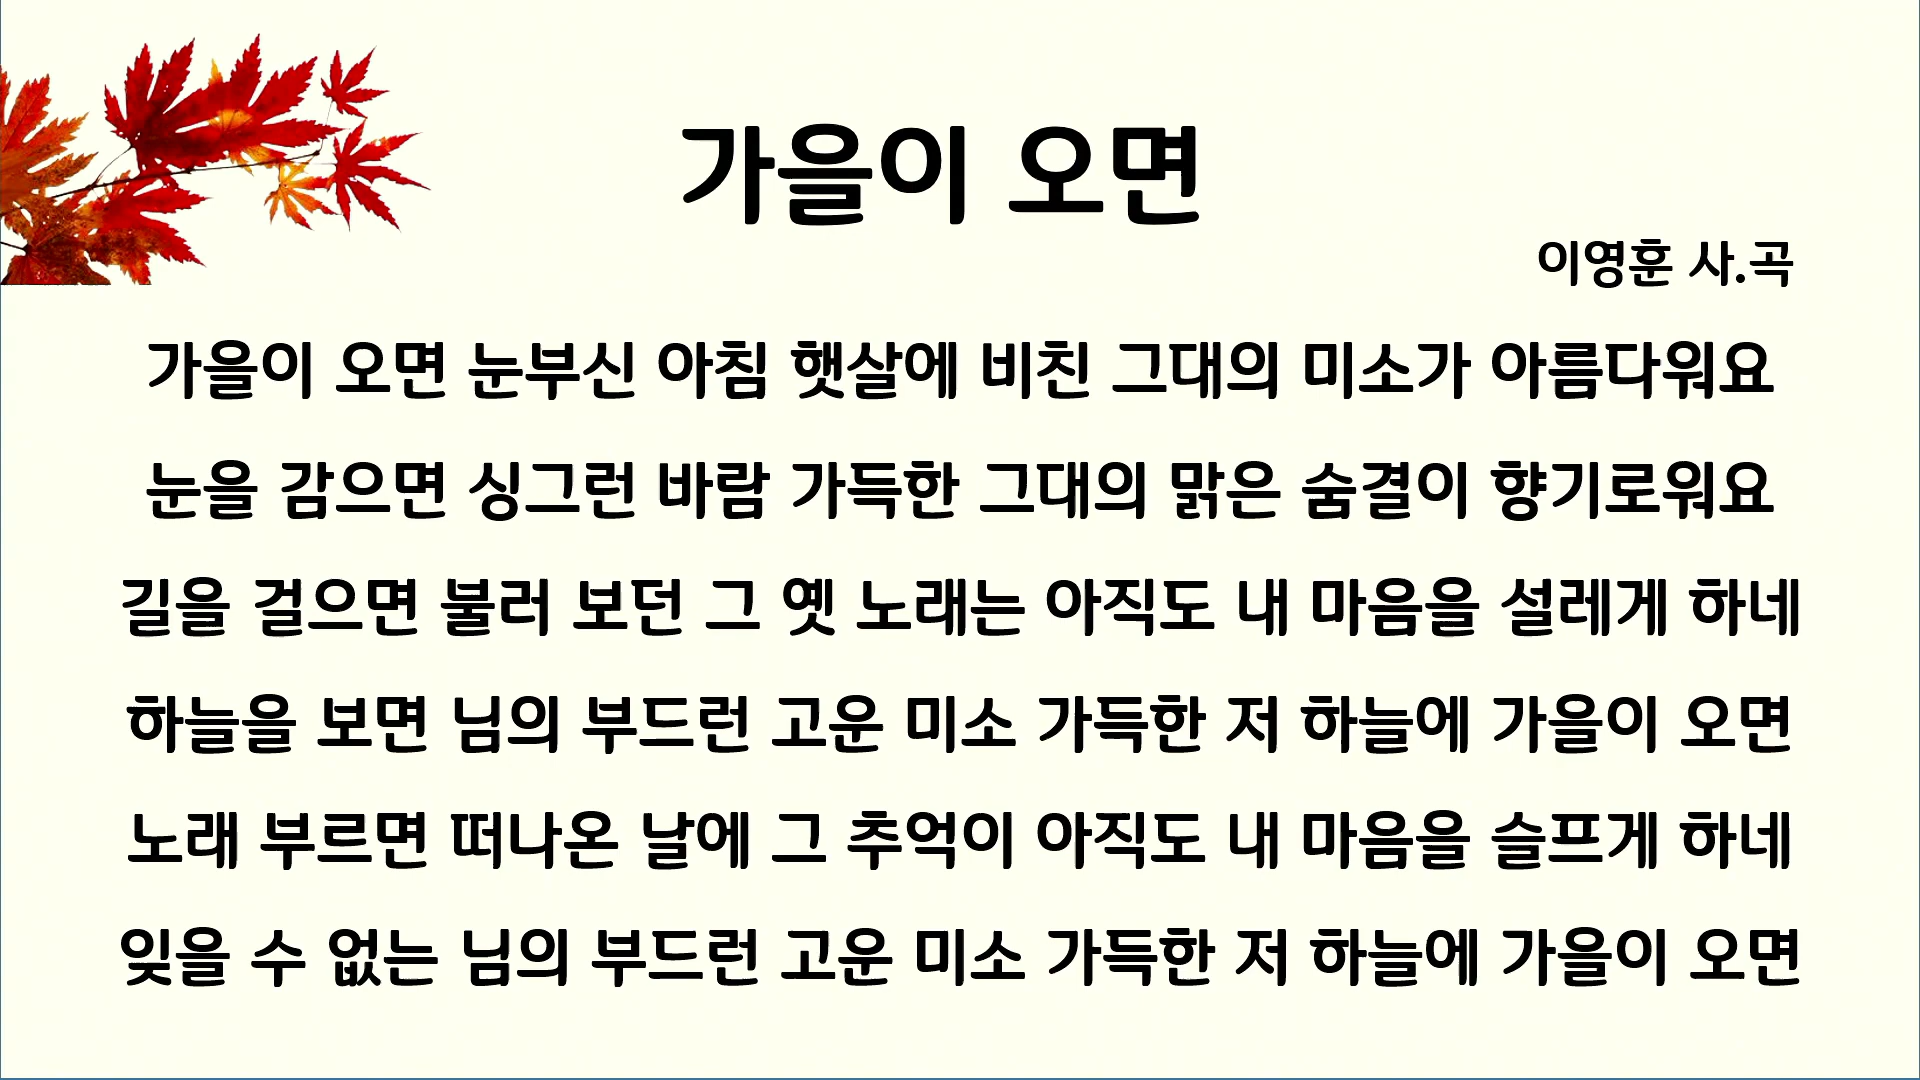 가을이 오면
이영훈 사.곡
가을이 오면 눈부신 아침 햇살에 비친 그대의 미소가 아름다워요
눈을 감으면 싱그런 바람 가득한 그대의 맑은 숨결이 향기로워요
길을 걸으면 불러 보던 그 옛 노래는 아직도 내 마음을 설레게 하네
하늘을 보면 님의 부드런 고운 미소 가득한 저 하늘에 가을이 오면
노래 부르면 떠나온 날에 그 추억이 아직도 내 마음을 슬프게 하네
잊을 수 없는 님의 부드런 고운 미소 가득한 저 하늘에 가을이 오면